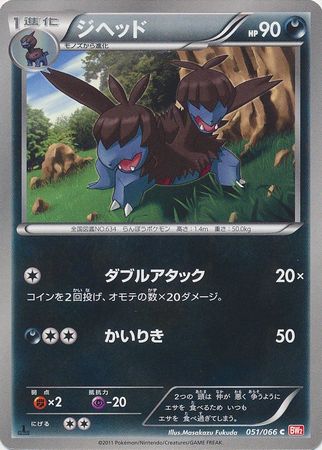 1進化
モノズから進化
ジヘッド
HP90
全国図鑑NO.634 らんぼうポケモン 高さ：1.4m 重さ：50.0kg
ダブルアタック 20×
コインを2回投げ、オモテの数×20ダメージ。
かいりき 50
弱点 ×2 抵抗力 -20
にげる
2つの 頭は 仲が 悪く 争うように
エサを 食べるため いつも
エサを 食べ過ぎて しまう。
Illus.Masakazu Fukuda BW2 051/066 C
©2011 Pokémon/Nintendo/Creatures/GAME FREAK.